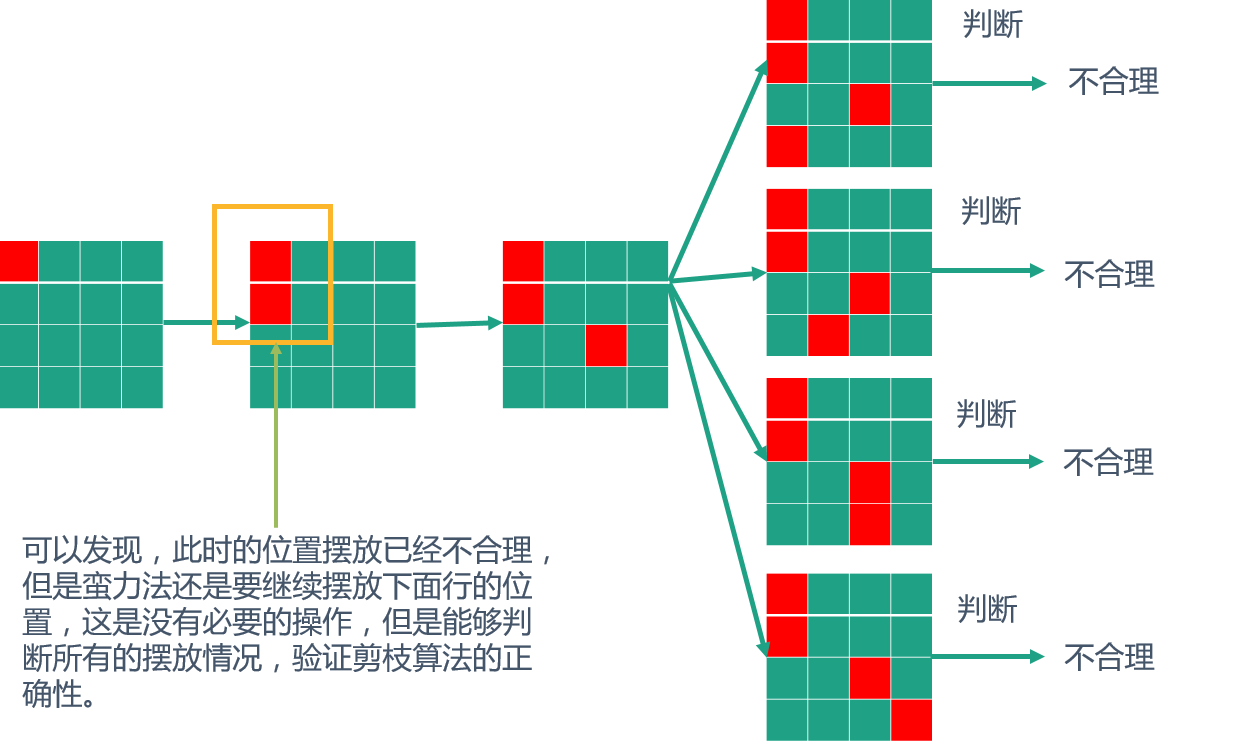 判断
不合理
判断
不合理
判断
不合理
判断
不合理
可以发现，此时的位置摆放已经不合理，
但是蛮力法还是要继续摆放下面行的位
置，这是没有必要的操作，但是能够判
断所有的摆放情况，验证剪枝算法的正
确性。